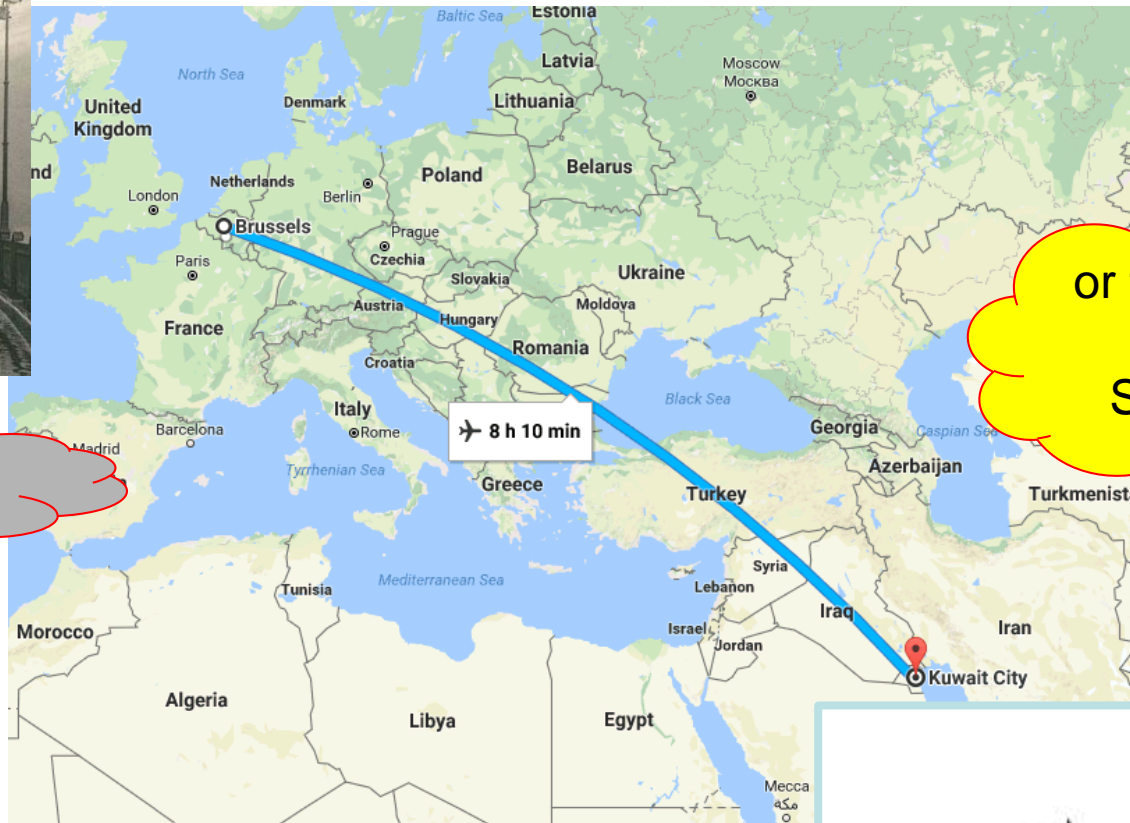 Baltic Sea
Estonia
Latvia
Moscow
Москва
North Sea
Denmark
Lithuania
United
Kingdom
Belarus
nd
Netherlands
Berlin
Poland
London
Brussels
Prague
Czechia
Paris
Slovakia
Ukraine
Austria
Moldova
or
France
Hungary
Romania
Croatia
Black Sea
S
Italy
8 h 10 min
Georgia
Caspian Sea
Barcelona
Rome
Madrid
Azerbaijan
Tyrrhenian Sea
Greece
Turkey
Turkmenist
Syria
Mediterranean Sea
Tunisia
Lebanon
Iraq
Morocco
Israel
Jordan
Iran
Kuwait City
Algeria
Libya
Egypt
Mecca
مكة